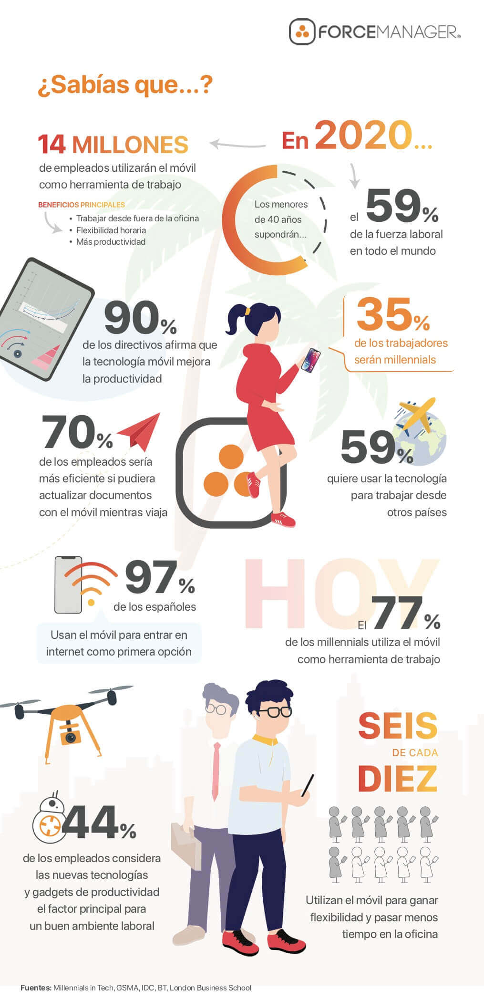 FORCEMANAGER®
¿Sabías que...?
En 2020...
14 MILLONES
de empleados utilizarán el móvil
como herramienta de trabajo
BENEFICIOS PRINCIPALES
• Trabajar desde fuera de la oficina
• Flexibilidad horaria
• Más productividad
Los menores
de 40 años
supondrán...
el 59%
de la fuerza laboral
en todo el mundo
90%
de los directivos afirma que
la tecnología móvil mejora
la productividad
35%
de los trabajadores
serán millennials
70%
de los empleados sería
más eficiente si pudiera
actualizar documentos
con el móvil mientras viaja
59%
quiere usar la tecnología
para trabajar desde
otros países
97%
de los españoles
Usan el móvil para entrar en
internet como primera opción
HOY
El 77%
de los millennials utiliza el móvil
como herramienta de trabajo
SEIS
DE CADA
DIEZ
Utilizan el móvil para ganar
flexibilidad y pasar menos
tiempo en la oficina
44%
de los empleados considera
las nuevas tecnologías
y gadgets de productividad
el factor principal para
un buen ambiente laboral
Fuentes: Millennials in Tech, GSMA, IDC, BT, London Business School